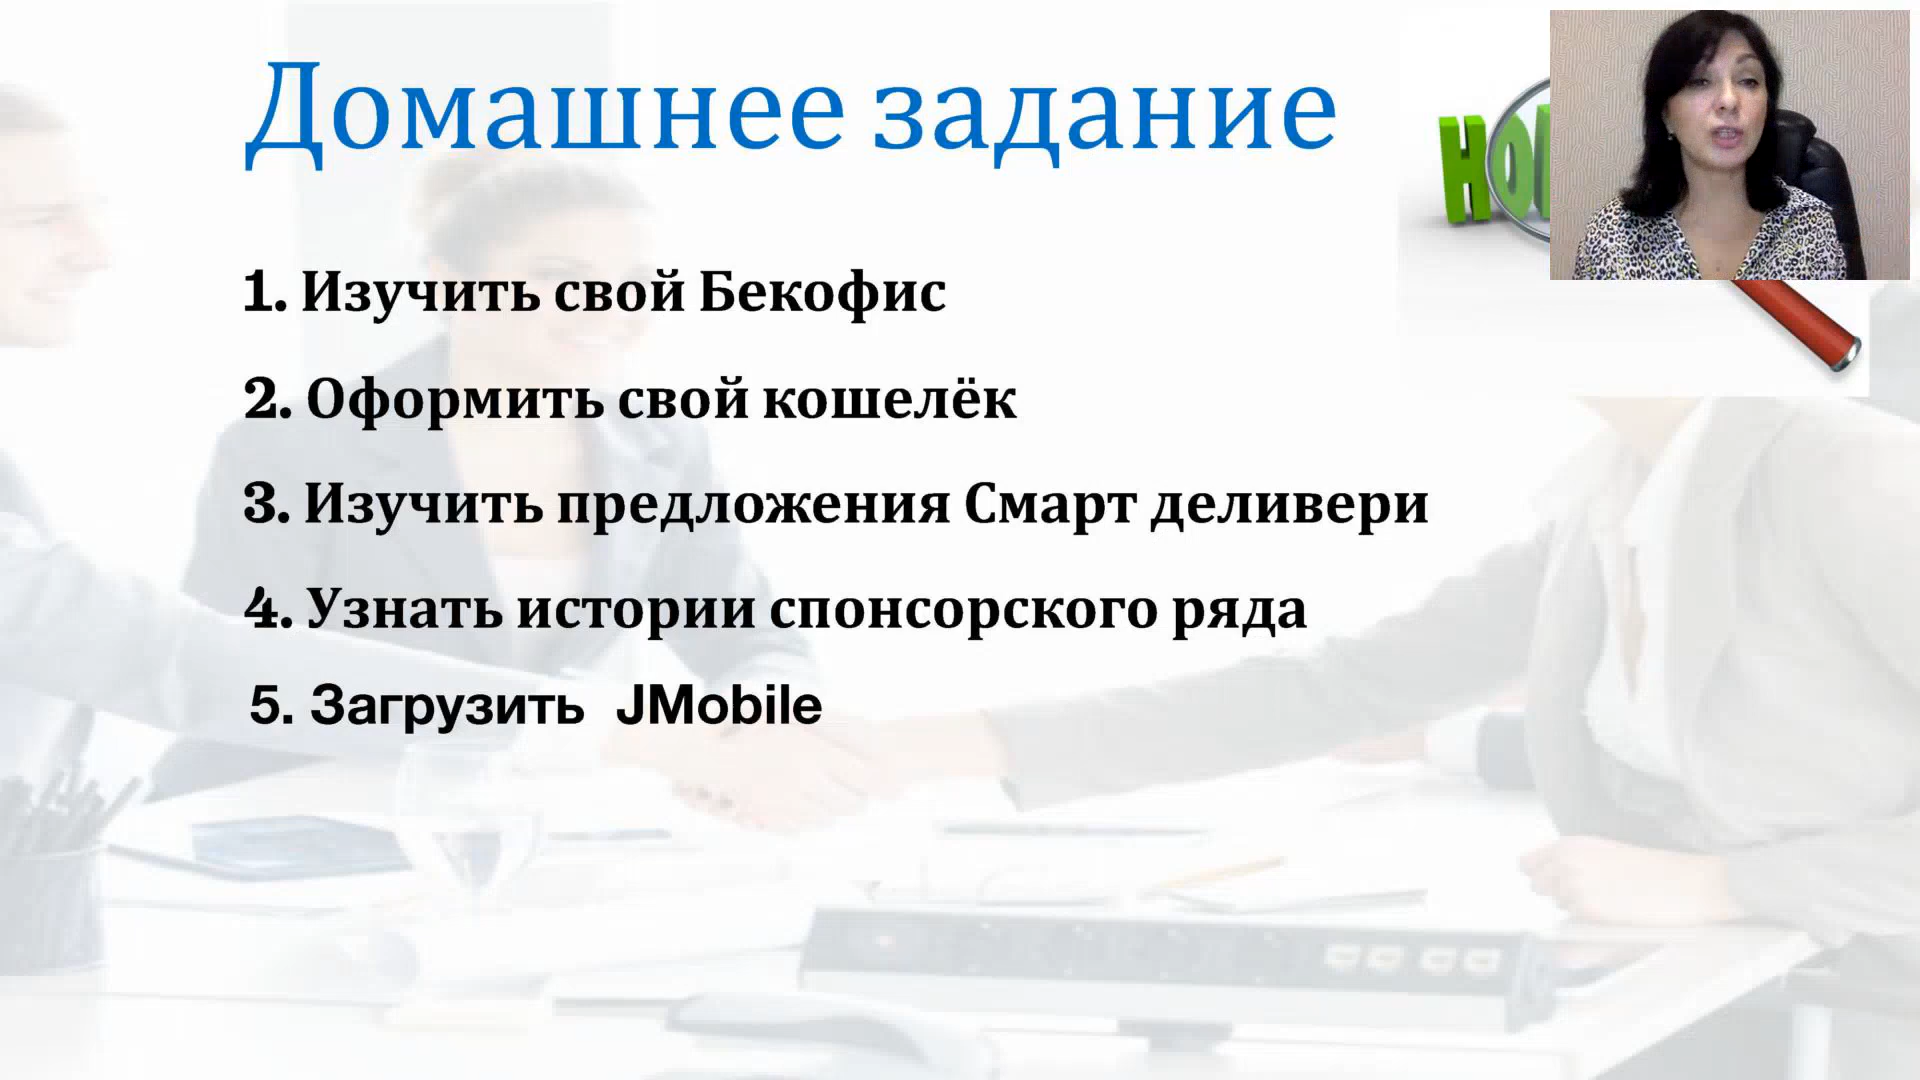 Домашнее задание
1. Изучить свой Бекофис
2. Оформить свой кошелёк
3. Изучить предложения Смарт деливери
4. Узнать истории спонсорского ряда
5. Загрузить JMobile